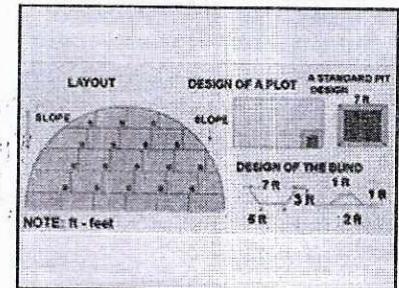 LAYOUT
DESIGN OF A PLOT
A STANDARD PIT
DESIGN
7 ft
SLOPE
SLOPE
DESIGN OF THE BUND
7 ft
1 ft
3 ft
1 ft
5 ft
2 ft
NOTE: ft - feet